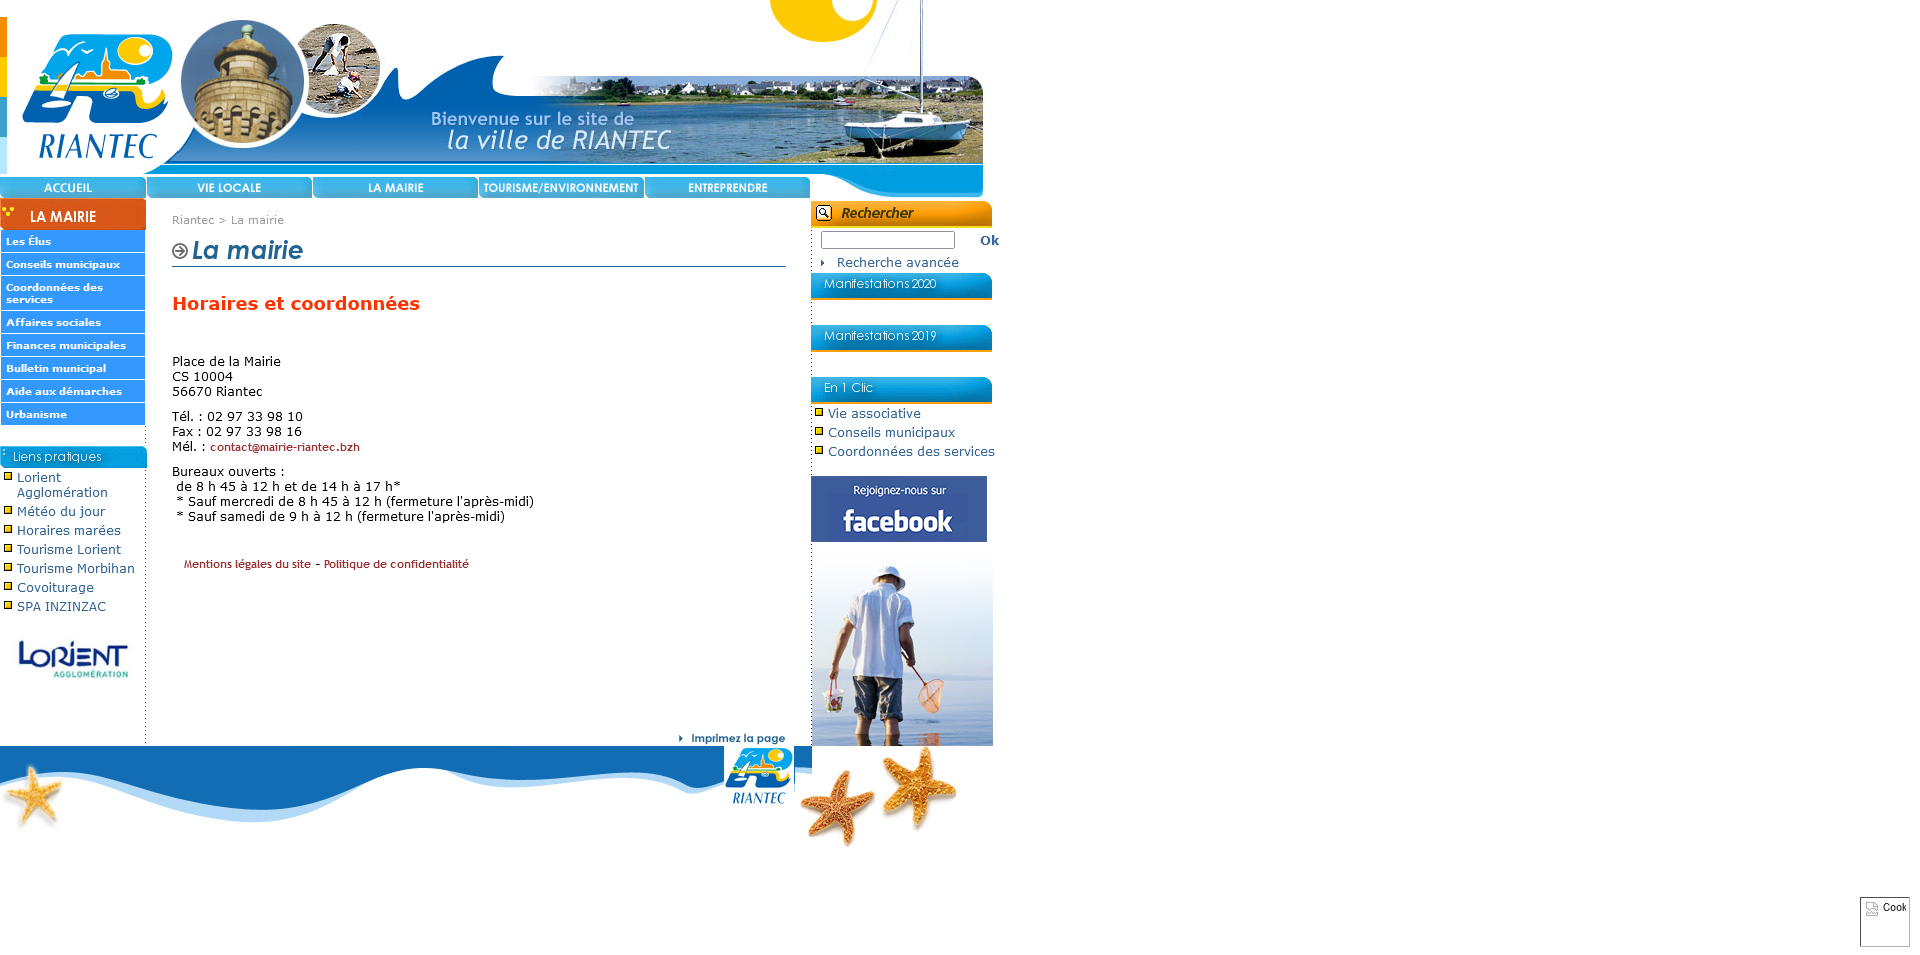 RIANTEC
Bienvenue sur le site de
la ville de RIANTEC
ACCUEIL
VIE LOCALE
LA MAIRIE
TOURISME/ENVIRONNEMENT
ENTREPRENDRE
LA MAIRIE
Les Élus
Conseils municipaux
Coordonnées des
services
Affaires sociales
Finances municipales
Bulletin municipal
Aide aux démarches
Urbanisme
Liens pratiques
Lorient
Agglomération
Météo du jour
Horaires marées
Tourisme Lorient
Tourisme Morbihan
Covoiturage
SPA INZINZAC
LORIENT
AGGLOMÉRATION
Riantec > La mairie
La mairie
Horaires et coordonnées
Place de la Mairie
CS 10004
56670 Riantec
Tél. : 02 97 33 98 10
Fax : 02 97 33 98 16
Mél. : contact@mairie-riantec.bzh
Bureaux ouverts :
de 8 h 45 à 12 h et de 14 h à 17 h*
* Sauf mercredi de 8 h 45 à 12 h (fermeture l'après-midi)
* Sauf samedi de 9 h à 12 h (fermeture l'après-midi)
Mentions légales du site - Politique de confidentialité
Imprimez la page
Rechercher
Ok
Recherche avancée
Manifestations 2020
Manifestations 2019
En 1 Clic
Vie associative
Conseils municipaux
Coordonnées des services
Rejoignez-nous sur
facebook
RIANTEC
Cook